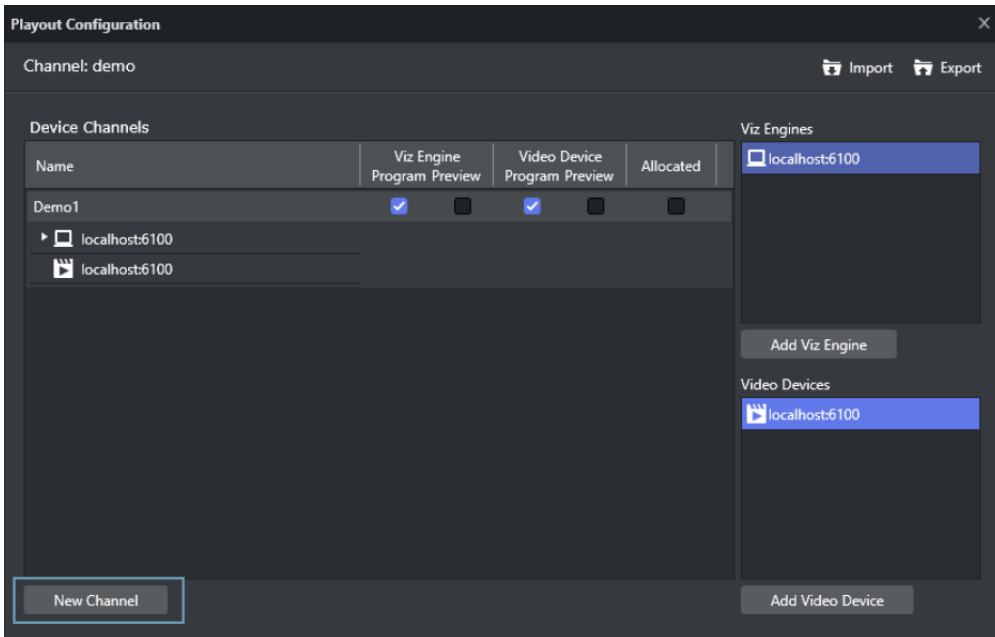 Playout Configuration
Channel: demo
Import Export
Device Channels
Viz Engines
Name
Viz Engine
Program Preview
Video Device
Program Preview
Allocated
localhost:6100
Demo1
localhost:6100
localhost:6100
Add Viz Engine
Video Devices
localhost:6100
New Channel
Add Video Device